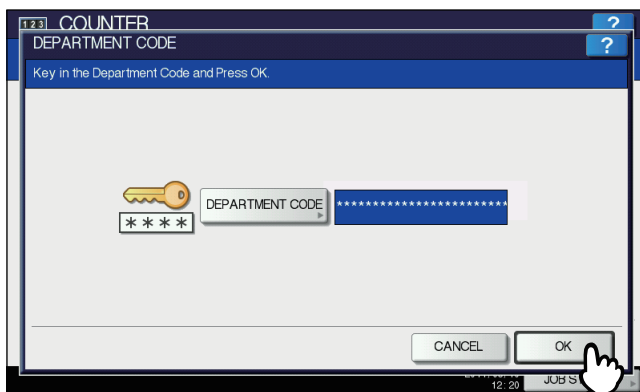 123 COUNTER
?
DEPARTMENT CODE
?
Key in the Department Code and Press OK.
****
DEPARTMENT CODE
************************
CANCEL
OK
12:20
JOB S